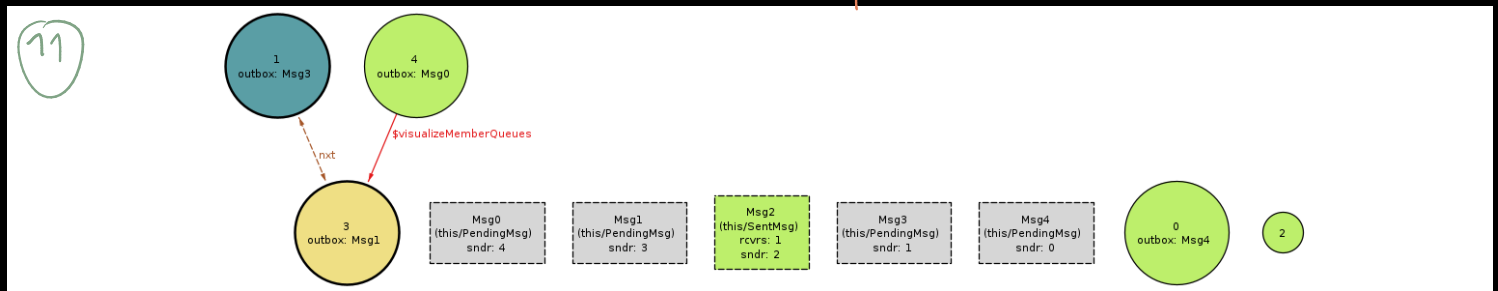 11
1
outbox: Msg3
4
outbox: Msg0
$visualizeMemberQueues
nxt
3
outbox: Msg1
Msg0
(this/PendingMsg)
sndr: 4
Msg1
(this/PendingMsg)
sndr: 3
Msg2
(this/SentMsg)
rcvrs: 1
sndr: 2
Msg3
(this/PendingMsg)
sndr: 1
Msg4
(this/PendingMsg)
sndr: 0
0
outbox: Msg4
2